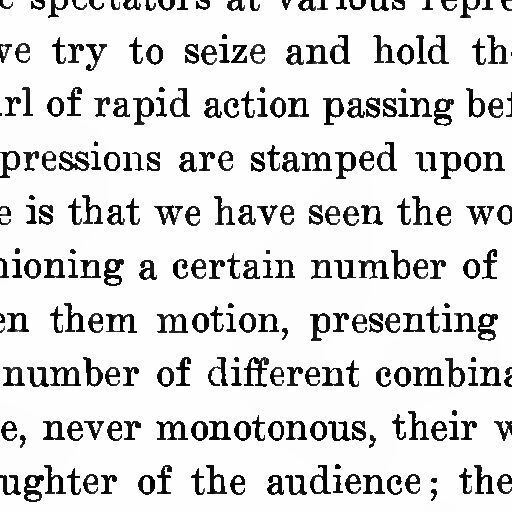 spectators at various repre
ve try to seize and hold th
rl of rapid action passing bef
pressions are stamped upon
e is that we have seen the wo
ioning a certain number of
en them motion, presenting
number of different combina
e, never monotonous, their w
ughter of the audience; the